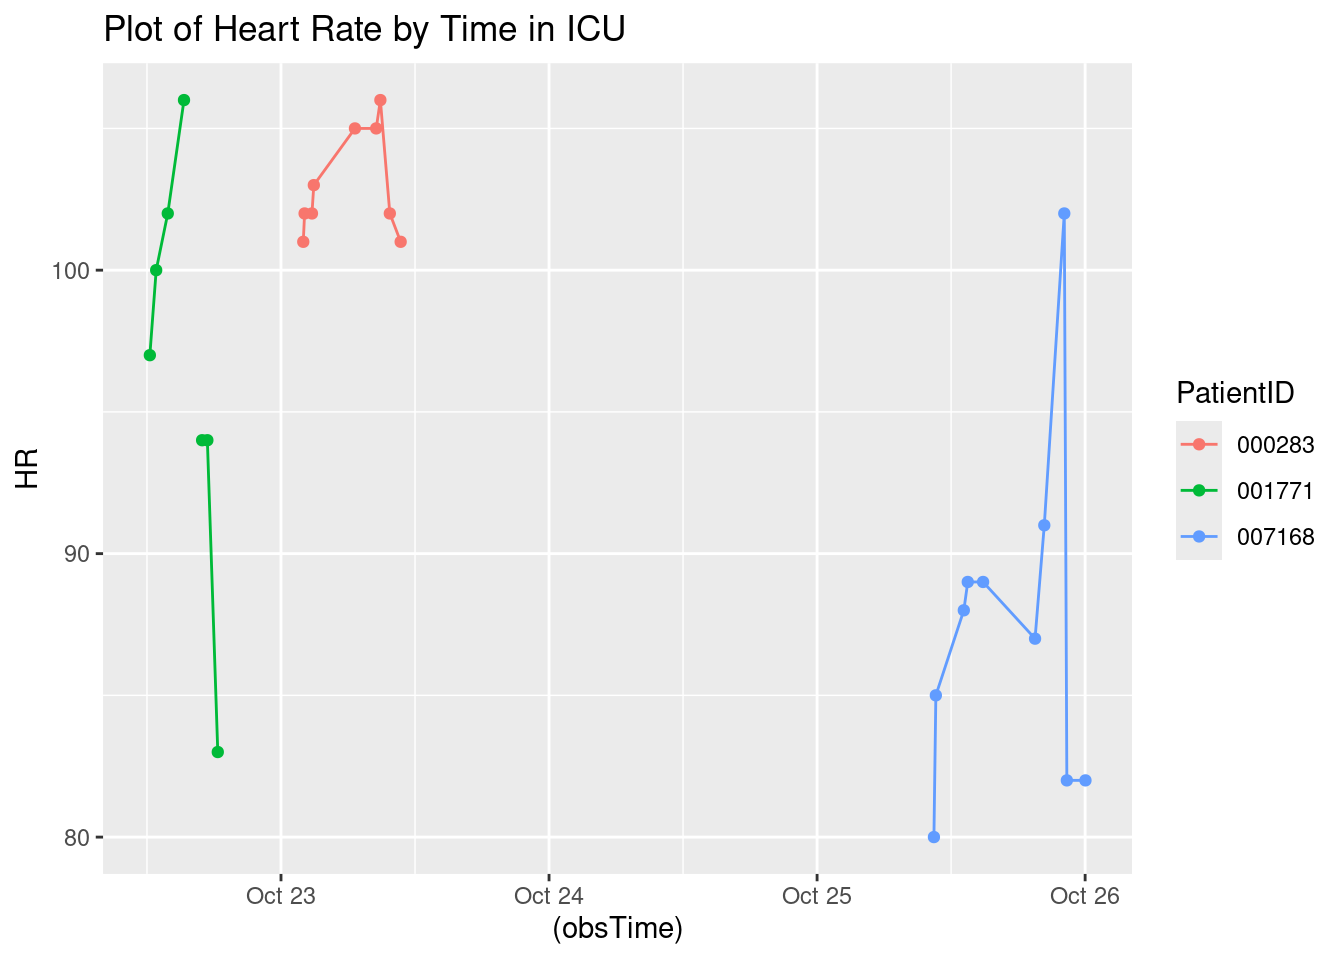 Plot of Heart Rate by Time in ICU
HR
100
90
80
Oct 23
Oct 24
Oct 25
Oct 26
(obsTime)
PatientID
000283
001771
007168